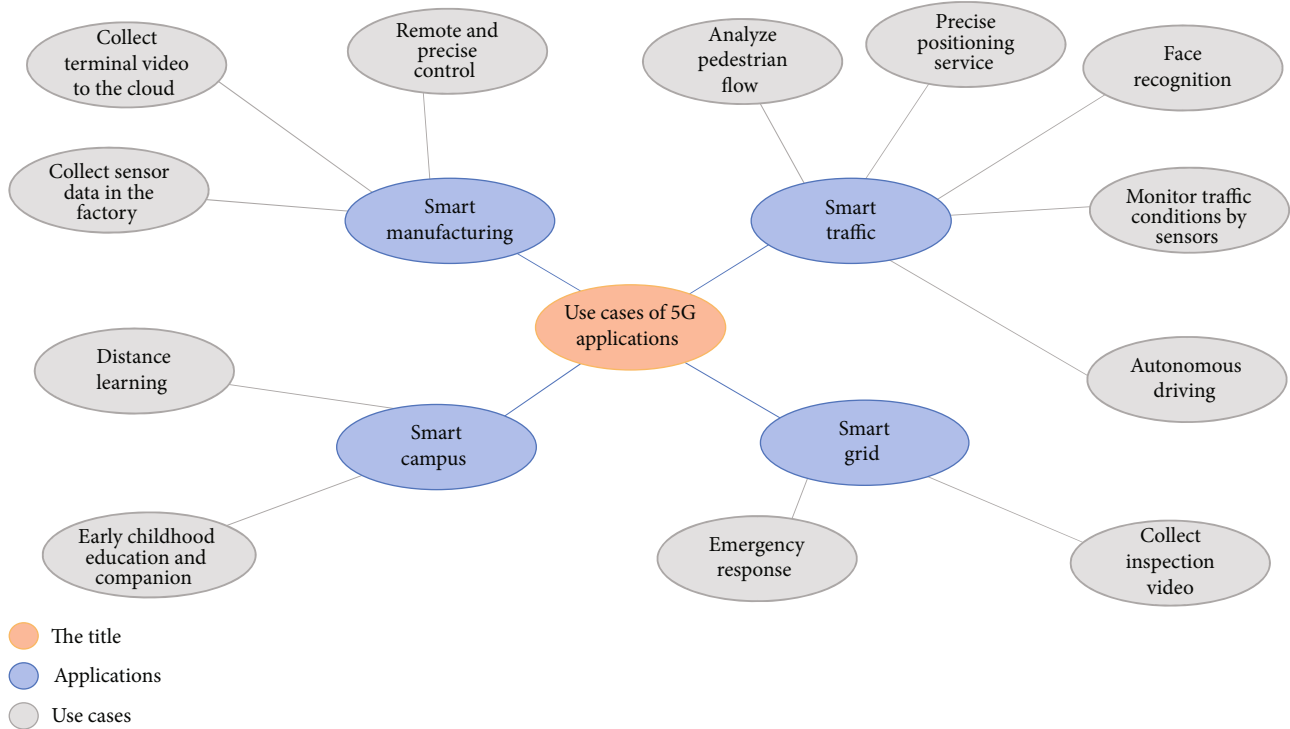 Collect
terminal video
to the cloud
Remote and
precise
control
Analyze
pedestrian
flow
Precise
positioning
service
Face
recognition
Collect sensor
data in the
factory
Smart
manufacturing
Smart
traffic
Monitor traffic
conditions by
sensors
Use cases of 5G
applications
Distance
learning
Autonomous
driving
Smart
campus
Smart
grid
Early childhood
education and
companion
Emergency
response
Collect
inspection
video
The title
Applications
Use cases